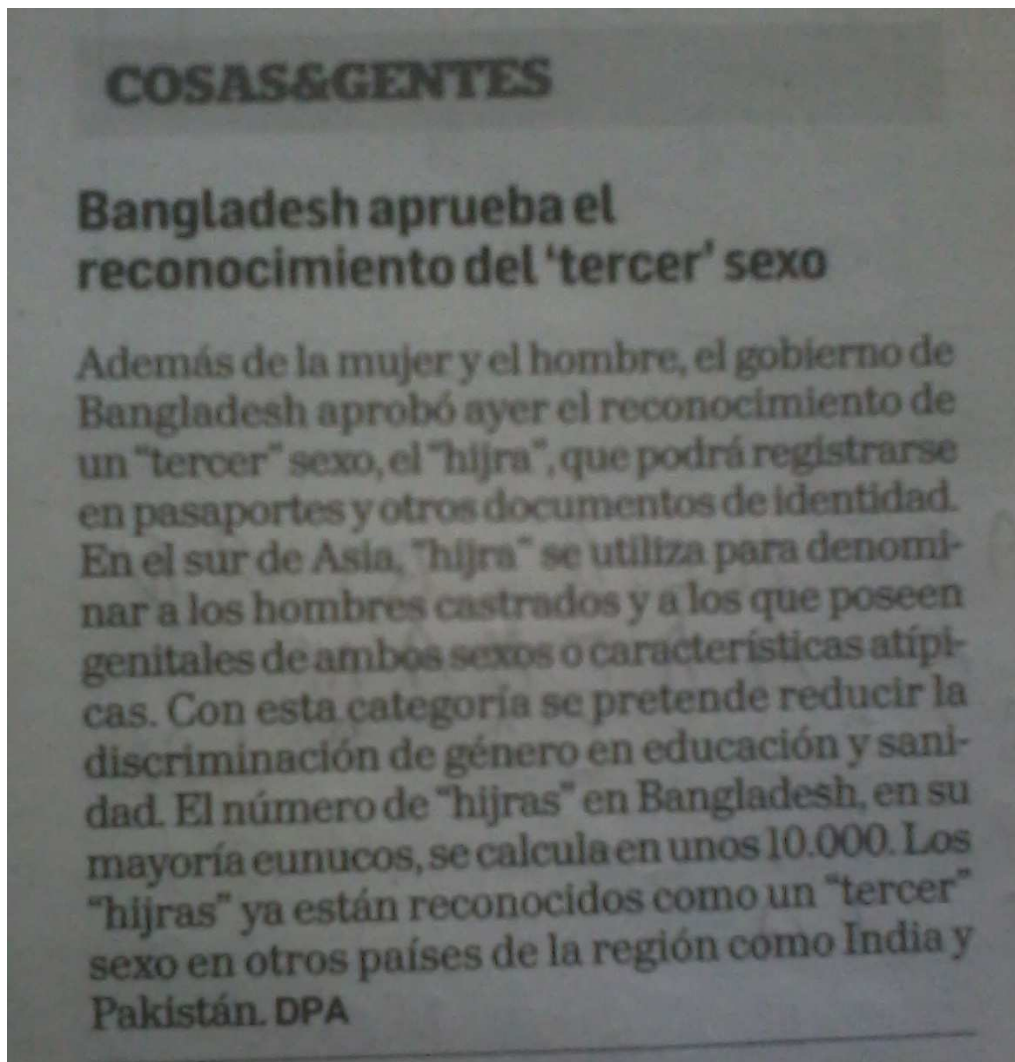 COSAS&GENTES
Bangladesh aprueba el
reconocimiento del ‘tercer’ sexo
Además de la mujer y el hombre, el gobierno de
Bangladesh aprobó ayer el reconocimiento de
un “tercer” sexo, el “hijra”, que podrá registrarse
en pasaportes y otros documentos de identidad.
En el sur de Asia, “hijra” se utiliza para denomi-
nar a los hombres castrados y a los que poseen
genitales de ambos sexos o características atípi-
cas. Con esta categoría se pretende reducir la
discriminación de género en educación y sani-
dad. El número de “hijras” en Bangladesh, en su
mayoría eunucos, se calcula en unos 10.000. Los
“hijras” ya están reconocidos como un “tercer”
sexo en otros países de la región como India y
Pakistán. DPA